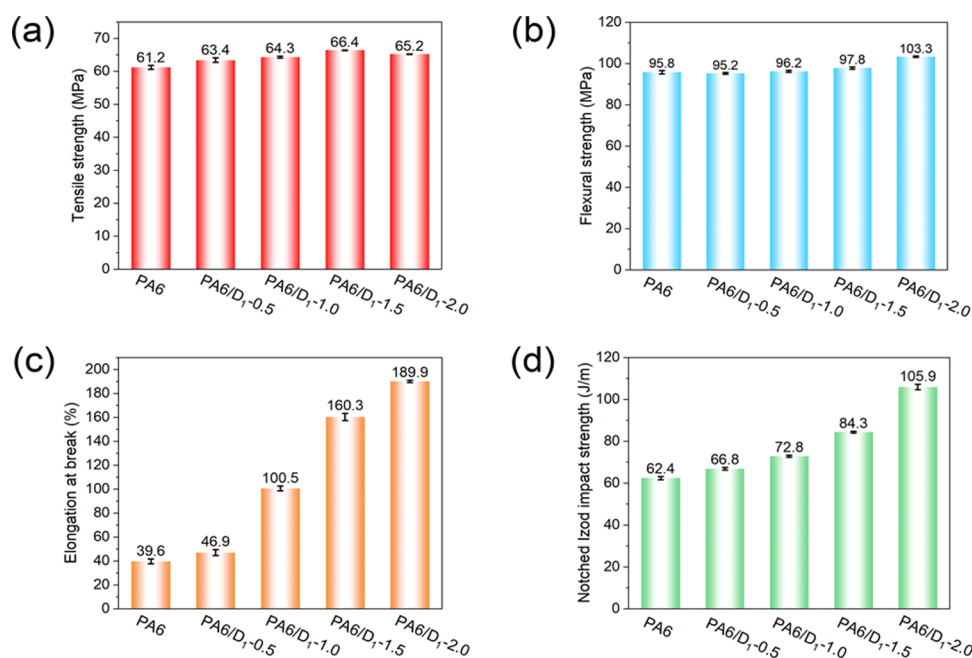 (a)
Tensile strength (MPa)
70
60
50
40
30
20
10
0
61.2
63.4
64.3
66.4
65.2
PA6
PA6/D₁-0.5
PA6/D₁-1.0
PA6/D₁-1.5
PA6/D₁-2.0
(b)
Flexural strength (MPa)
120
100
80
60
40
20
0
95.8
95.2
96.2
97.8
103.3
PA6
PA6/D₁-0.5
PA6/D₁-1.0
PA6/D₁-1.5
PA6/D₁-2.0
(c)
Elongation at break (%)
200
180
160
140
120
100
80
60
40
20
0
39.6
46.9
100.5
160.3
189.9
PA6
PA6/D₁-0.5
PA6/D₁-1.0
PA6/D₁-1.5
PA6/D₁-2.0
(d)
Notched Izod impact strength (J/m)
120
100
80
60
40
20
0
62.4
66.8
72.8
84.3
105.9
PA6
PA6/D₁-0.5
PA6/D₁-1.0
PA6/D₁-1.5
PA6/D₁-2.0